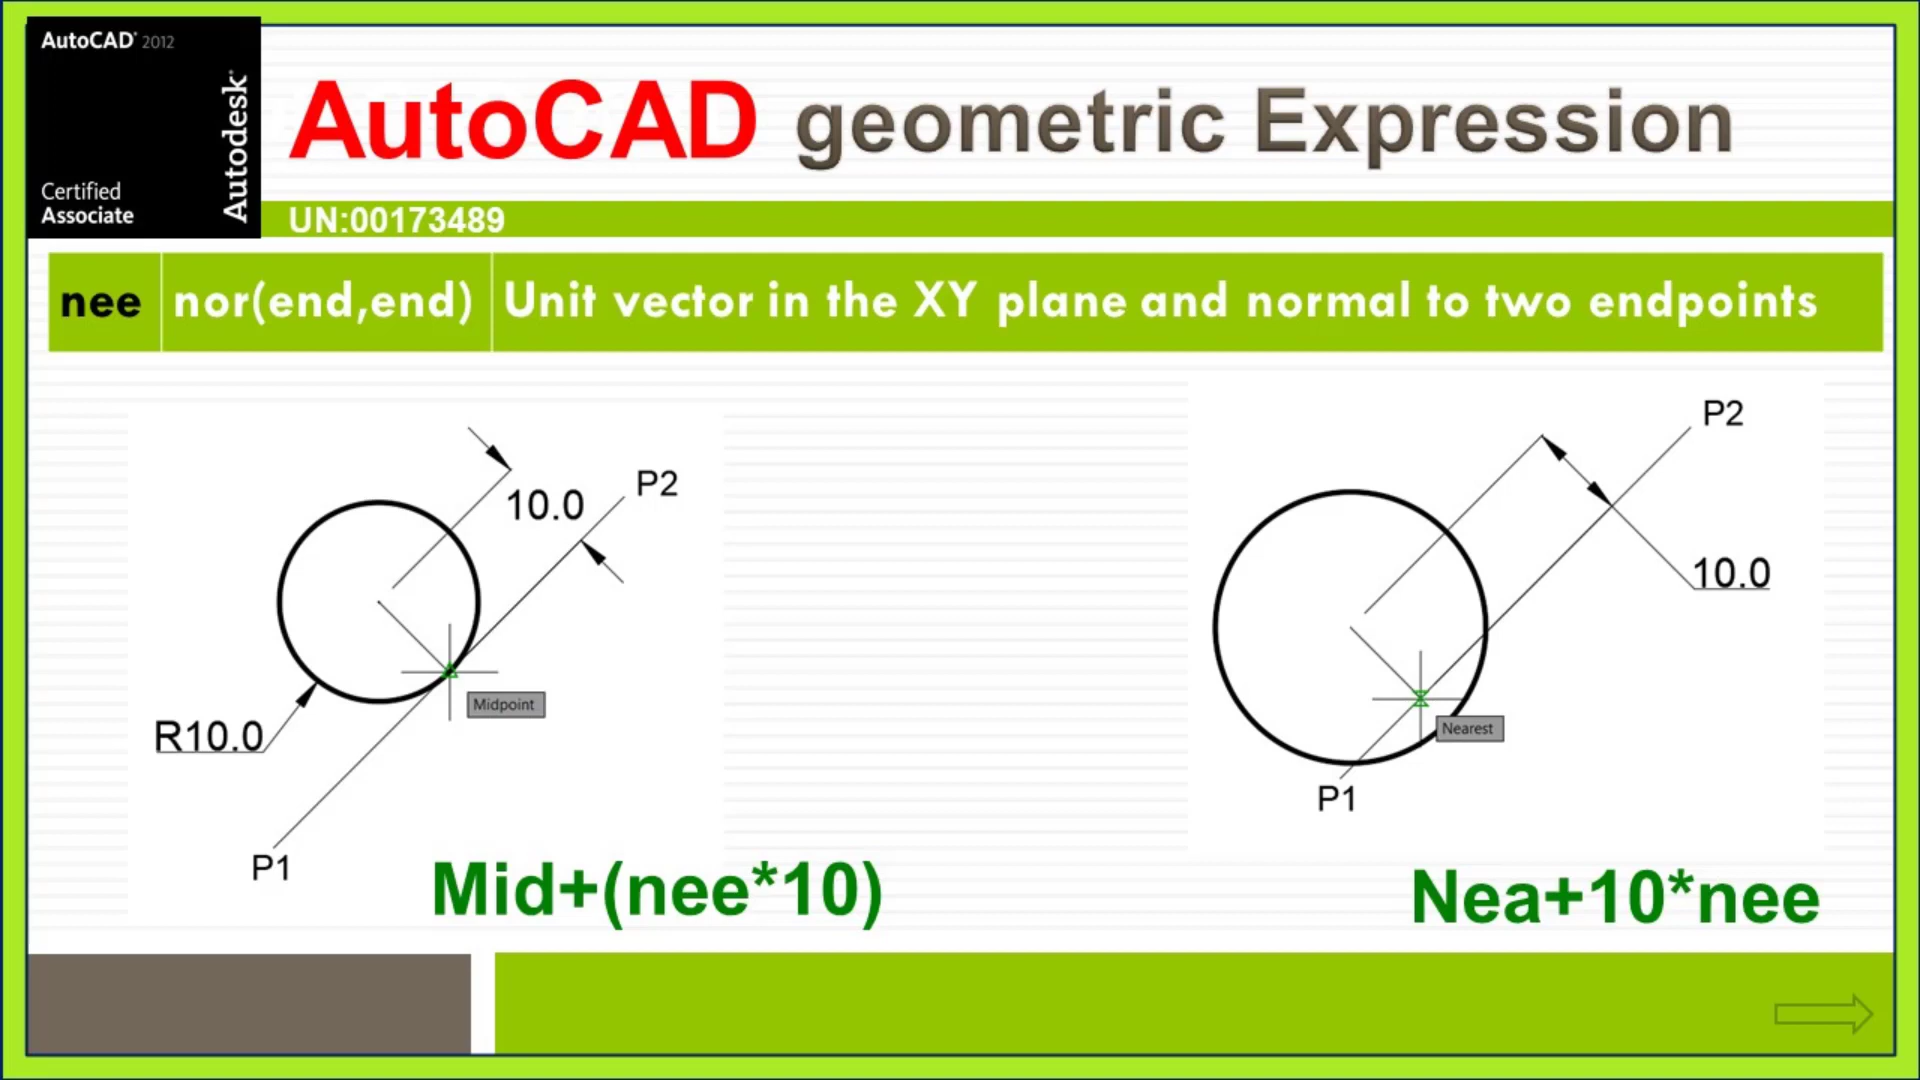 AutoCAD® 2012
Autodesk®
Certified
Associate
AutoCAD geometric Expression
UN:00173489
nee nor(end,end) Unit vector in the XY plane and normal to two endpoints
10.0
P2
Midpoint
R10.0
P1
Mid+(nee*10)
P2
10.0
Nearest
P1
Nea+10*nee